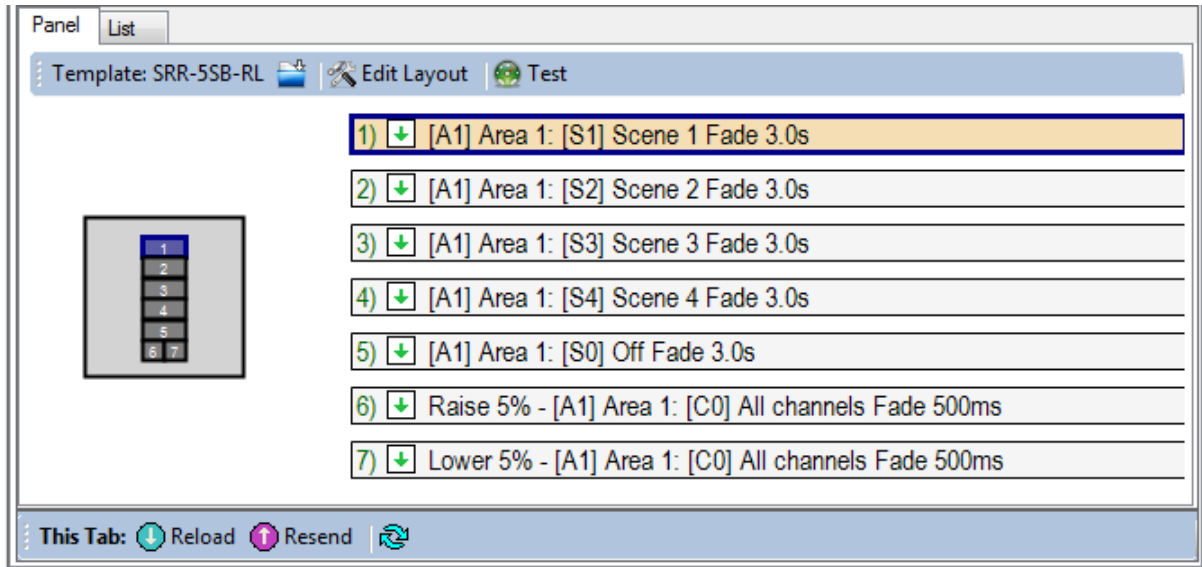 Panel List
Template: SRR-5SB-RL Edit Layout Test
1) [A1] Area 1: [S1] Scene 1 Fade 3.0s
2) [A1] Area 1: [S2] Scene 2 Fade 3.0s
3) [A1] Area 1: [S3] Scene 3 Fade 3.0s
4) [A1] Area 1: [S4] Scene 4 Fade 3.0s
5) [A1] Area 1: [S0] Off Fade 3.0s
6) Raise 5% - [A1] Area 1: [C0] All channels Fade 500ms
7) Lower 5% - [A1] Area 1: [C0] All channels Fade 500ms
1
2
3
4
5
6 7
This Tab: Reload Resend